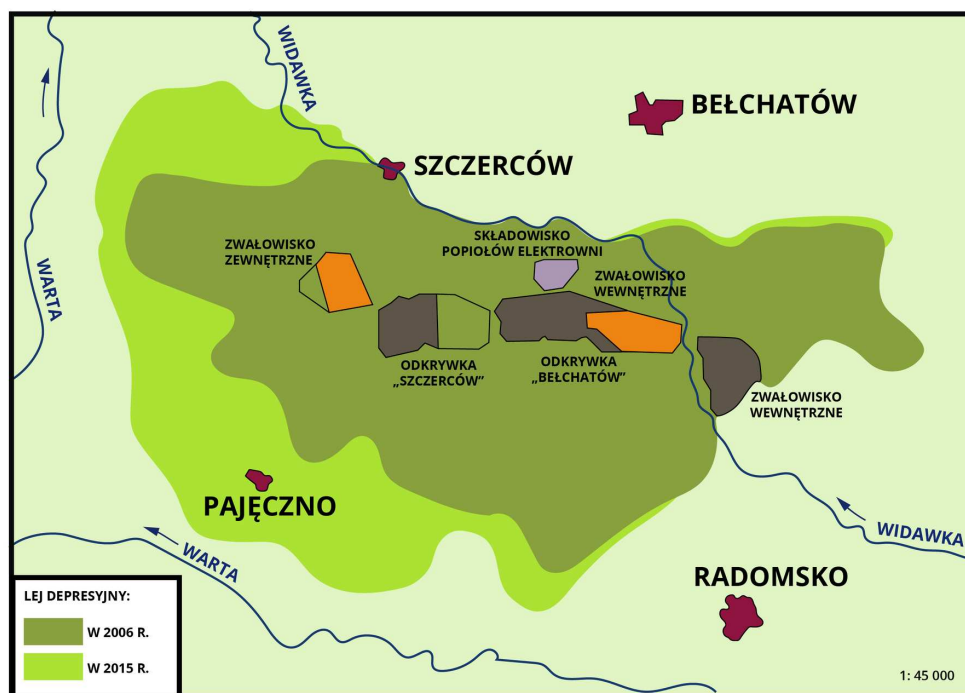 WIDAWKA
BEŁCHATÓW
SZCZERCÓW
ZWAŁOWISKO
ZEWNĘTRZNE
SKŁADOWISKO
POPIOŁÓW ELEKTROWNI
ZWAŁOWISKO
WEWNĘTRZNE
WARTA
ODKRYWKA
„SZCZERCÓW”
ODKRYWKA
„BEŁCHATÓW”
ZWAŁOWISKO
WEWNĘTRZNE
PAJĘCZNO
WARTA
WIDAWKA
RADOMSKO
LEJ DEPRESYJNY:
W 2006 R.
W 2015 R.
1: 45 000